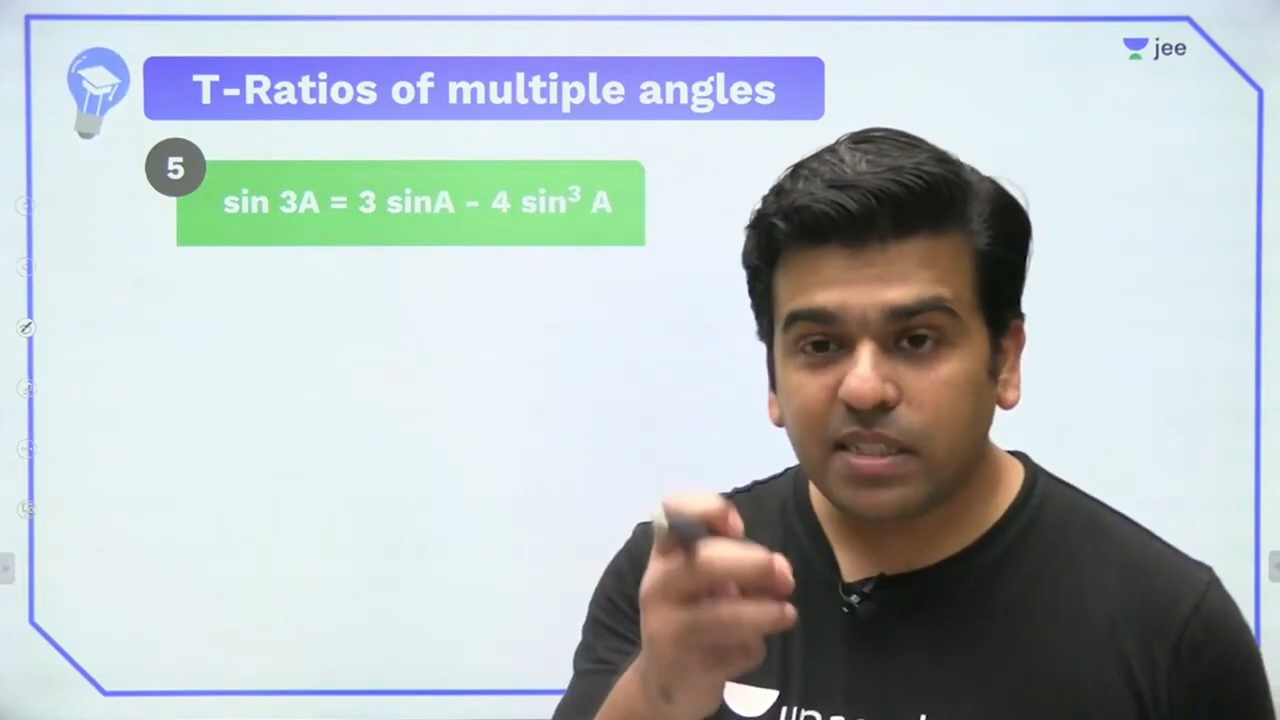 jee
T-Ratios of multiple angles
5
sin 3A = 3 sinA - 4 sin³ A